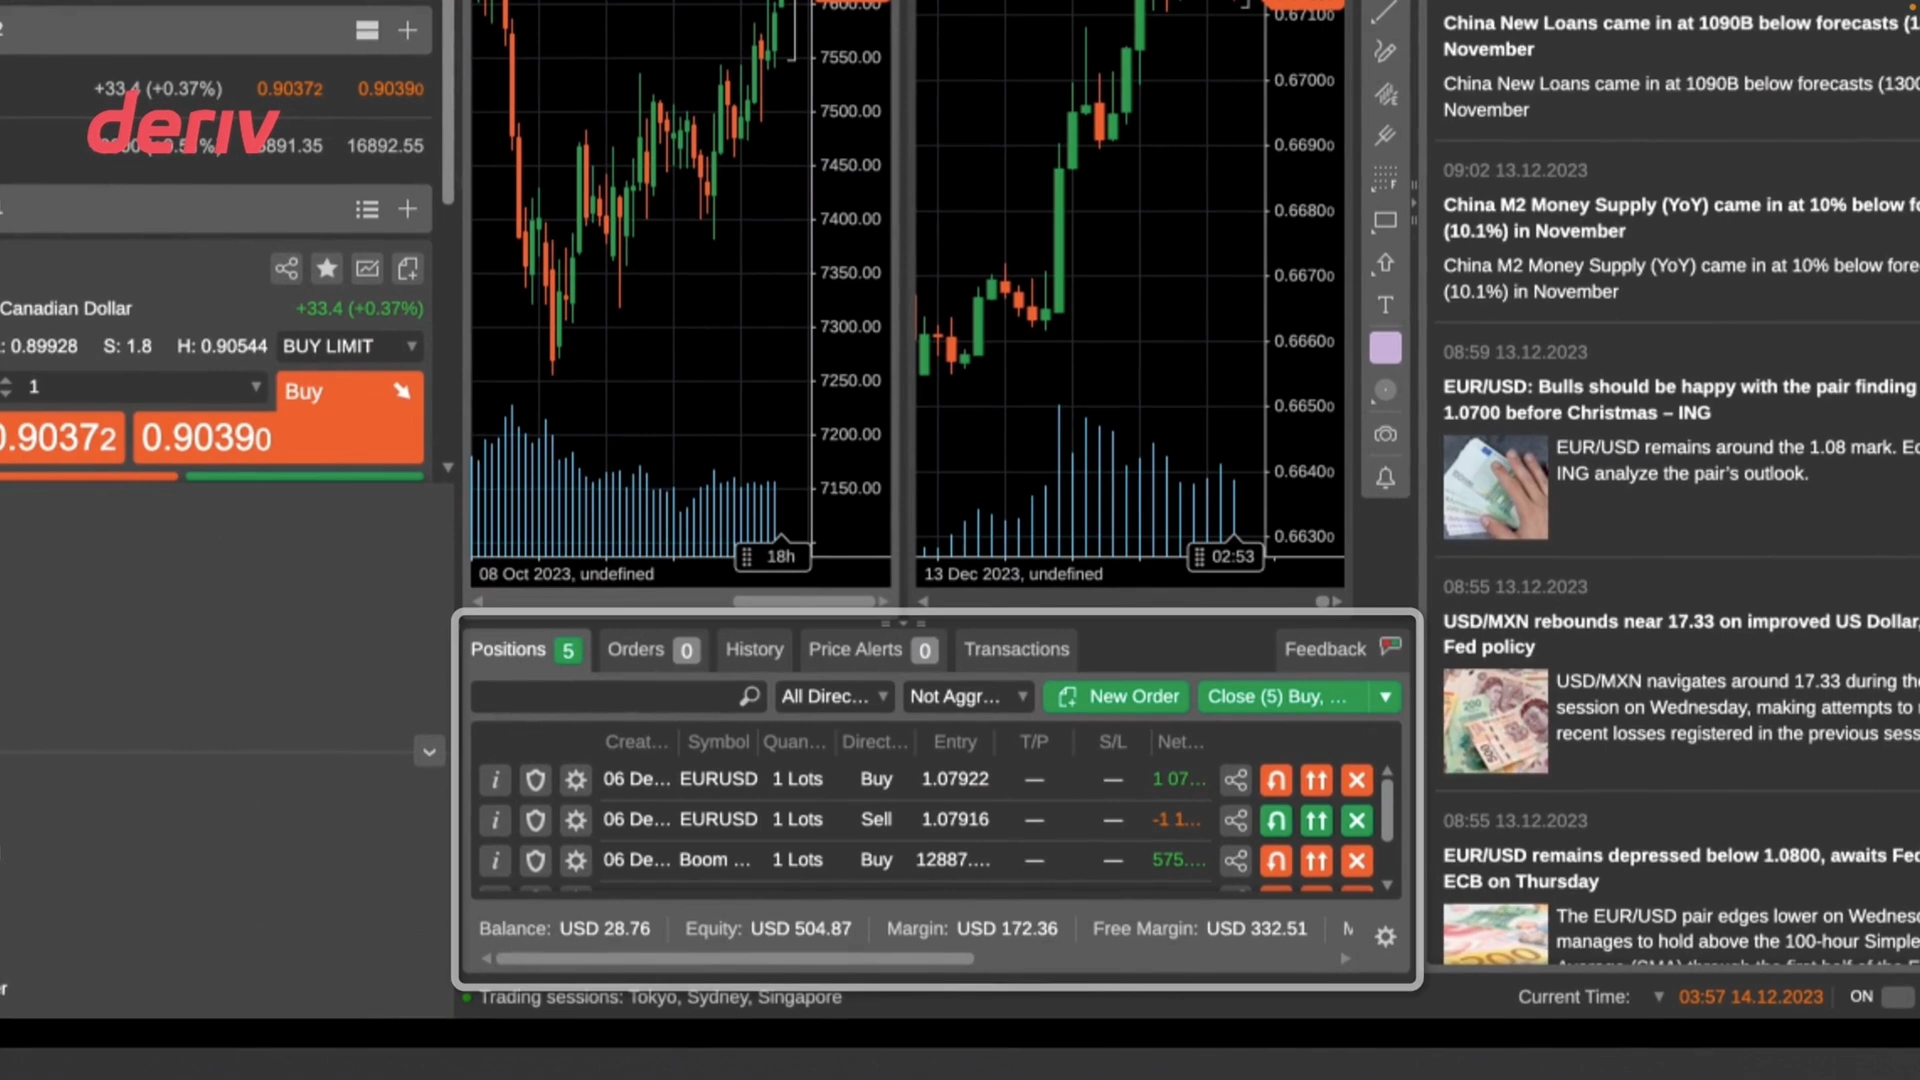 +33.4 (+0.37%) 0.90372 0.90390
deriv
6891.35 16892.55
Canadian Dollar +33.4 (+0.37%)
: 0.89928 S: 1.8 H: 0.90544 BUY LIMIT
1 Buy
0.90372 0.90390
7600.00
7550.00
7500.00
7450.00
7400.00
7350.00
7300.00
7250.00
7200.00
7150.00
18h
08 Oct 2023, undefined
0.67100
0.67000
0.66900
0.66800
0.66700
0.66600
0.66500
0.66400
0.66300
02:53
13 Dec 2023, undefined
F
T
China New Loans came in at 1090B below forecasts (1
November
China New Loans came in at 1090B below forecasts (1300
November
09:02 13.12.2023
China M2 Money Supply (YoY) came in at 10% below fo
(10.1%) in November
China M2 Money Supply (YoY) came in at 10% below fore
(10.1%) in November
08:59 13.12.2023
EUR/USD: Bulls should be happy with the pair finding
1.0700 before Christmas – ING
EUR/USD remains around the 1.08 mark. Ec
ING analyze the pair's outlook.
08:55 13.12.2023
USD/MXN rebounds near 17.33 on improved US Dollar,
Fed policy
USD/MXN navigates around 17.33 during the
session on Wednesday, making attempts to
recent losses registered in the previous sess
08:55 13.12.2023
EUR/USD remains depressed below 1.0800, awaits Fed
ECB on Thursday
The EUR/USD pair edges lower on Wednesd
manages to hold above the 100-hour Simple
Positions 5 Orders 0 History Price Alerts 0 Transactions Feedback
All Direc... Not Aggr... New Order Close (5) Buy, ...
Creat... Symbol Quan... Direct... Entry T/P S/L Net...
i 06 De... EURUSD 1 Lots Buy 1.07922 — — 1 07...
i 06 De... EURUSD 1 Lots Sell 1.07916 — — -1 1...
i 06 De... Boom ... 1 Lots Buy 12887.... — — 575....
Balance: USD 28.76 Equity: USD 504.87 Margin: USD 172.36 Free Margin: USD 332.51
Trading sessions: Tokyo, Sydney, Singapore
Current Time: 03:57 14.12.2023 ON